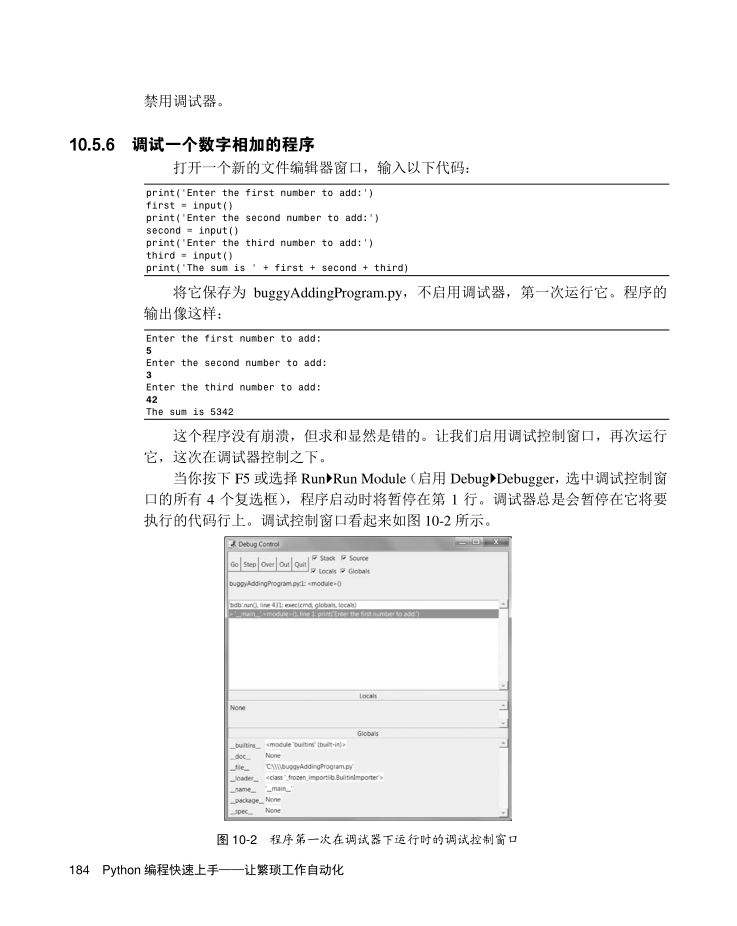 禁用调试器。
10.5.6 调试一个数字相加的程序
打开一个新的文件编辑器窗口，输入以下代码：
print('Enter the first number to add:')
first = input()
print('Enter the second number to add:')
second = input()
print('Enter the third number to add:')
third = input()
print('The sum is ' + first + second + third)
将它保存为 buggyAddingProgram.py，不启用调试器，第一次运行它。程序的
输出像这样：
Enter the first number to add:
5
Enter the second number to add:
3
Enter the third number to add:
42
The sum is 5342
这个程序没有崩溃，但求和显然是错的。让我们启用调试控制窗口，再次运行
它，这次在调试器控制之下。
当你按下 F5 或选择 Run▶Run Module（启用 Debug▶Debugger，选中调试控制窗
口的所有 4 个复选框），程序启动时将暂停在第 1 行。调试器总是会暂停在它将要
执行的代码行上。调试控制窗口看起来如图 10-2 所示。
Debug Control
Go Step Over Out Quit Stack Source
Locals Globals
buggyAddingProgram.py:1: <module>()
'bdb'.run(), line 431: exec(cmd, globals, locals)
> '__main__'.<module>(), line 1: print('Enter the first number to add:')
Locals
None
Globals
__builtins__ <module 'builtins' (built-in)>
__doc__ None
__file__ 'C:\\\\buggyAddingProgram.py'
__loader__ <class '_frozen_importlib.BuiltinImporter'>
__name__ '__main__'
__package__ None
__spec__ None
图 10-2 程序第一次在调试器下运行时的调试控制窗口
184 Python 编程快速上手——让繁琐工作自动化